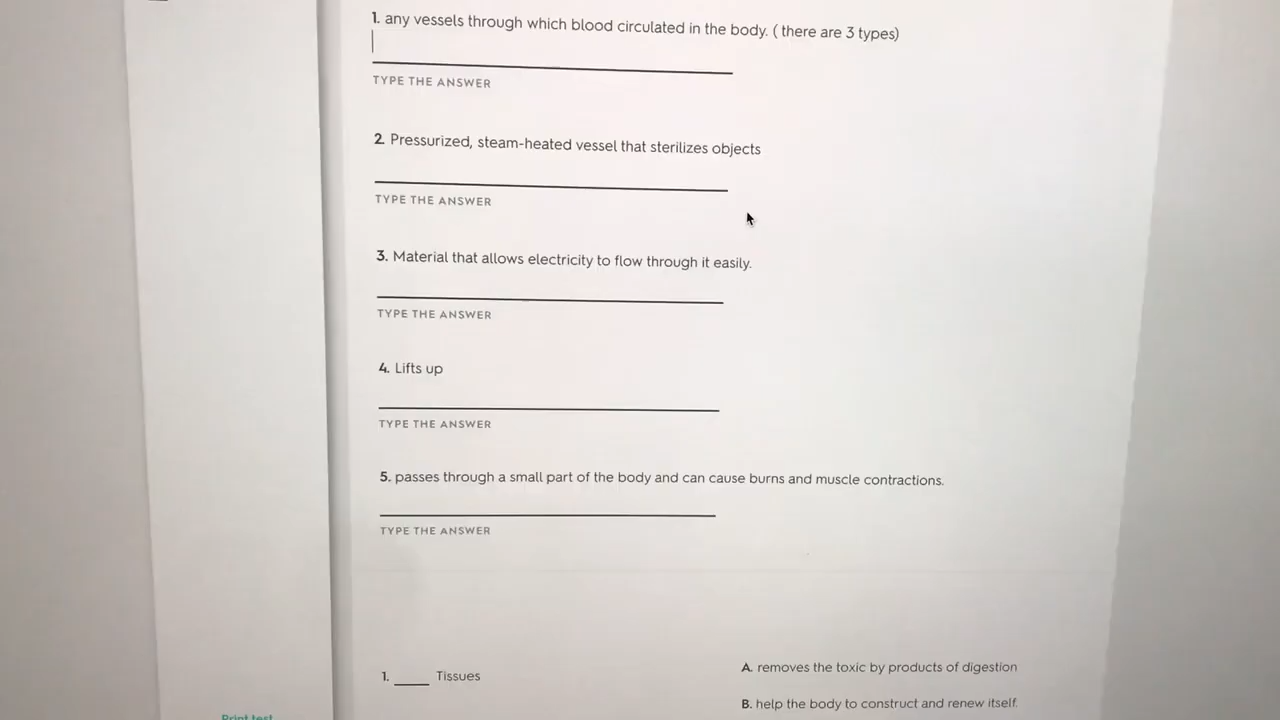 1. any vessels through which blood circulated in the body. ( there are 3 types)
TYPE THE ANSWER
2. Pressurized, steam-heated vessel that sterilizes objects
TYPE THE ANSWER
3. Material that allows electricity to flow through it easily.
TYPE THE ANSWER
4. Lifts up
TYPE THE ANSWER
5. passes through a small part of the body and can cause burns and muscle contractions.
TYPE THE ANSWER
1. ____ Tissues
A. removes the toxic by products of digestion
B. help the body to construct and renew itself.
Print test